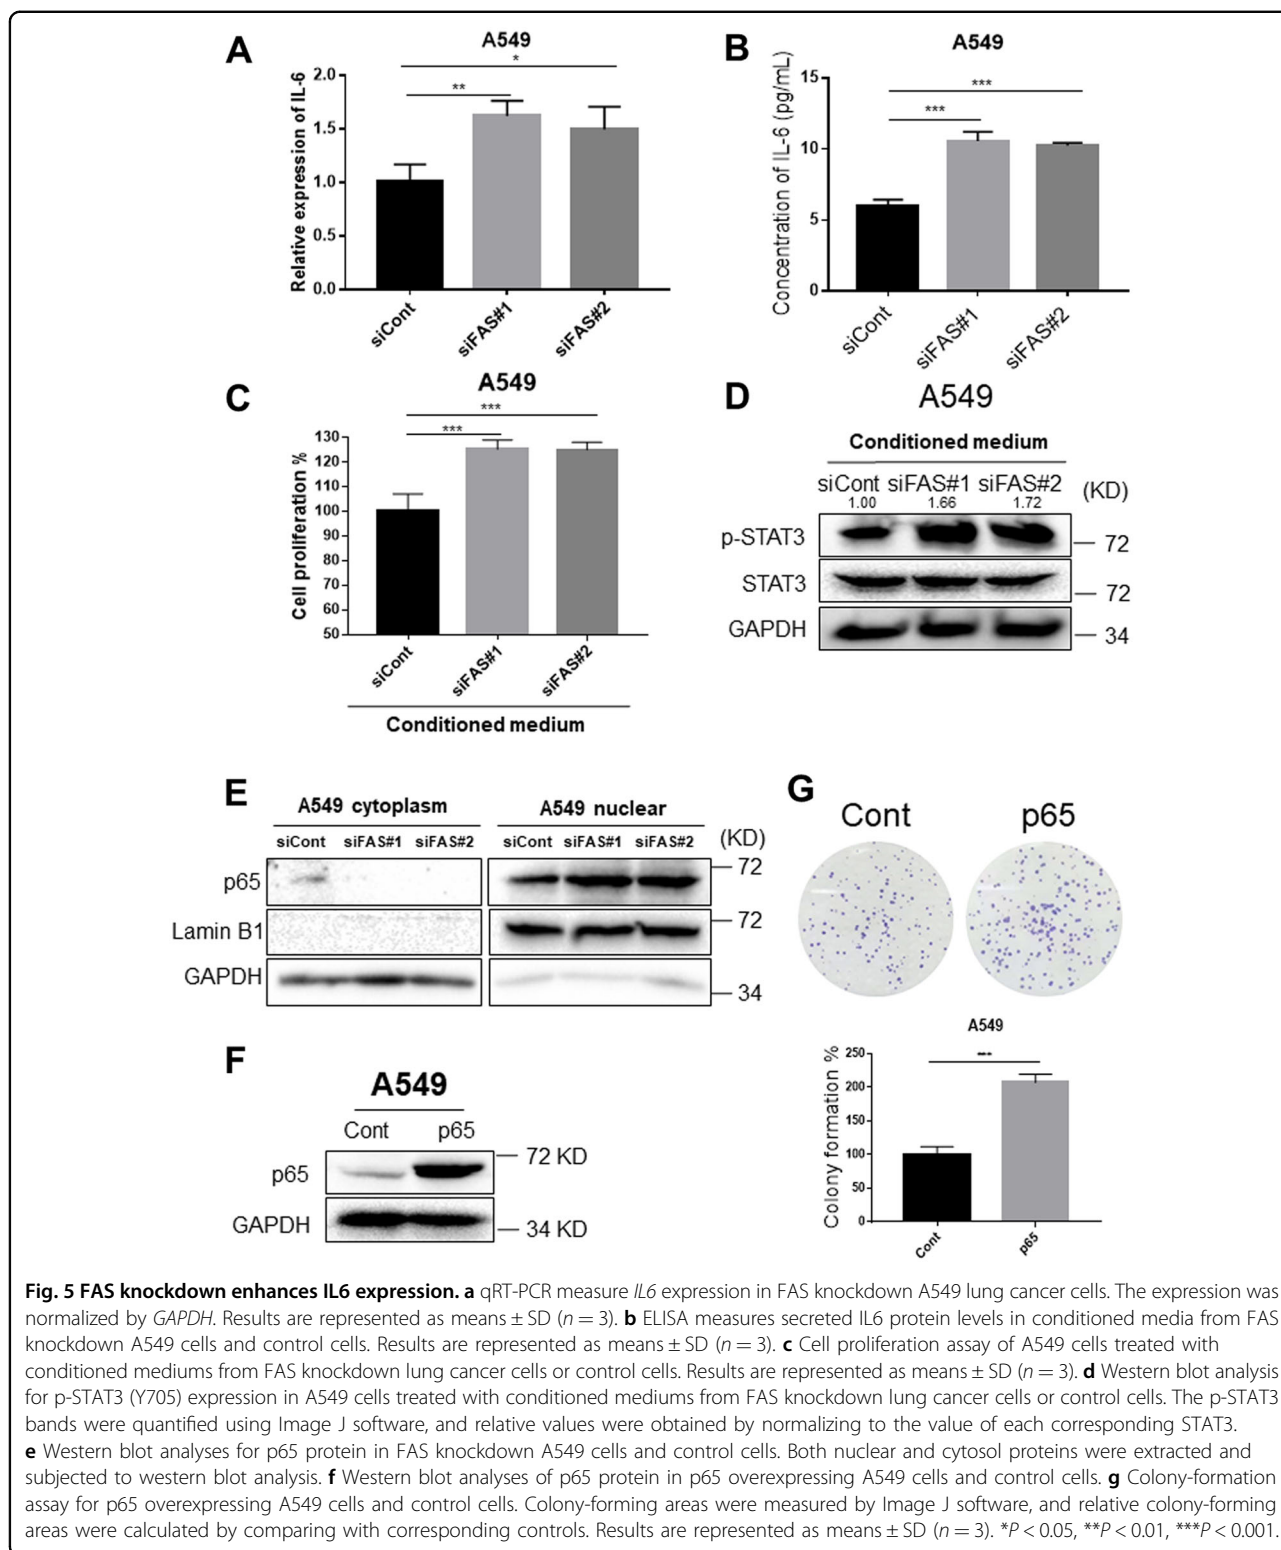 A
A549
*
**
Relative expression of IL-6
2.0
1.5
1.0
0.5
0.0
siCont
siFAS#1
siFAS#2
B
A549
***
***
Concentration of IL-6 (pg/mL)
15
10
5
0
siCont
siFAS#1
siFAS#2
C
A549
***
***
Cell proliferation %
130
120
110
100
90
80
70
60
50
siCont
siFAS#1
siFAS#2
Conditioned medium
D
A549
Conditioned medium
siCont siFAS#1 siFAS#2 (KD)
1.00 1.66 1.72
p-STAT3 72
STAT3 72
GAPDH 34
E
A549 cytoplasm A549 nuclear
siCont siFAS#1 siFAS#2 siCont siFAS#1 siFAS#2 (KD)
p65 72
Lamin B1 72
GAPDH 34
F
A549
Cont p65
p65 72 KD
GAPDH 34 KD
G
Cont p65
A549
***
Colony formation %
250
200
150
100
50
0
Cont
p65
Fig. 5 FAS knockdown enhances IL6 expression. a qRT-PCR measure IL6 expression in FAS knockdown A549 lung cancer cells. The expression was
normalized by GAPDH. Results are represented as means ± SD (n = 3). b ELISA measures secreted IL6 protein levels in conditioned media from FAS
knockdown A549 cells and control cells. Results are represented as means ± SD (n = 3). c Cell proliferation assay of A549 cells treated with
conditioned mediums from FAS knockdown lung cancer cells or control cells. Results are represented as means ± SD (n = 3). d Western blot analysis
for p-STAT3 (Y705) expression in A549 cells treated with conditioned mediums from FAS knockdown lung cancer cells or control cells. The p-STAT3
bands were quantified using Image J software, and relative values were obtained by normalizing to the value of each corresponding STAT3.
e Western blot analyses for p65 protein in FAS knockdown A549 cells and control cells. Both nuclear and cytosol proteins were extracted and
subjected to western blot analysis. f Western blot analyses of p65 protein in p65 overexpressing A549 cells and control cells. g Colony-formation
assay for p65 overexpressing A549 cells and control cells. Colony-forming areas were measured by Image J software, and relative colony-forming
areas were calculated by comparing with corresponding controls. Results are represented as means ± SD (n = 3). *P < 0.05, **P < 0.01, ***P < 0.001.